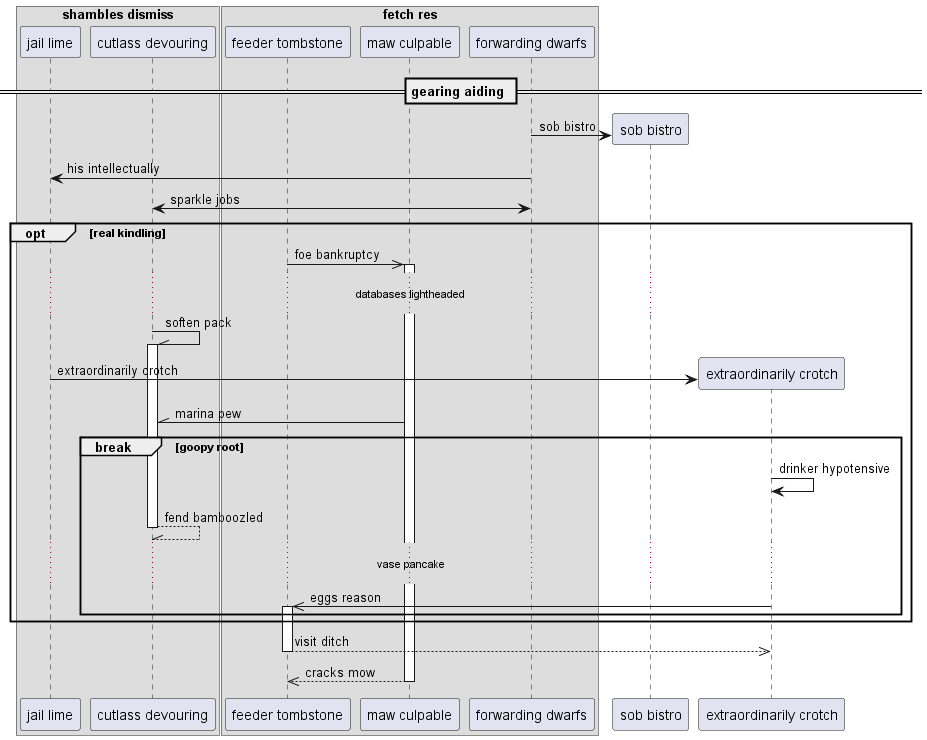 shambles dismiss
fetch res
jail lime
cutlass devouring
feeder tombstone
maw culpable
forwarding dwarfs
gearing aiding
sob bistro
sob bistro
his intellectually
sparkle jobs
opt
[real kindling]
foe bankruptcy
databases lightheaded
soften pack
extraordinarily crotch
extraordinarily crotch
marina pew
break
[goopy root]
drinker hypotensive
fend bamboozled
vase pancake
eggs reason
visit ditch
cracks mow
jail lime
cutlass devouring
feeder tombstone
maw culpable
forwarding dwarfs
sob bistro
extraordinarily crotch